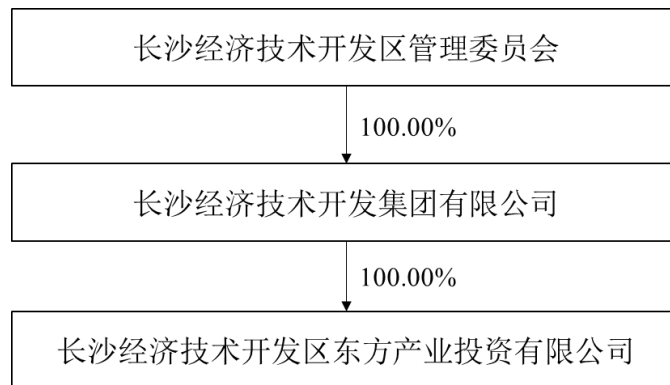 长沙经济技术开发区管理委员会
100.00%
长沙经济技术开发集团有限公司
100.00%
长沙经济技术开发区东方产业投资有限公司